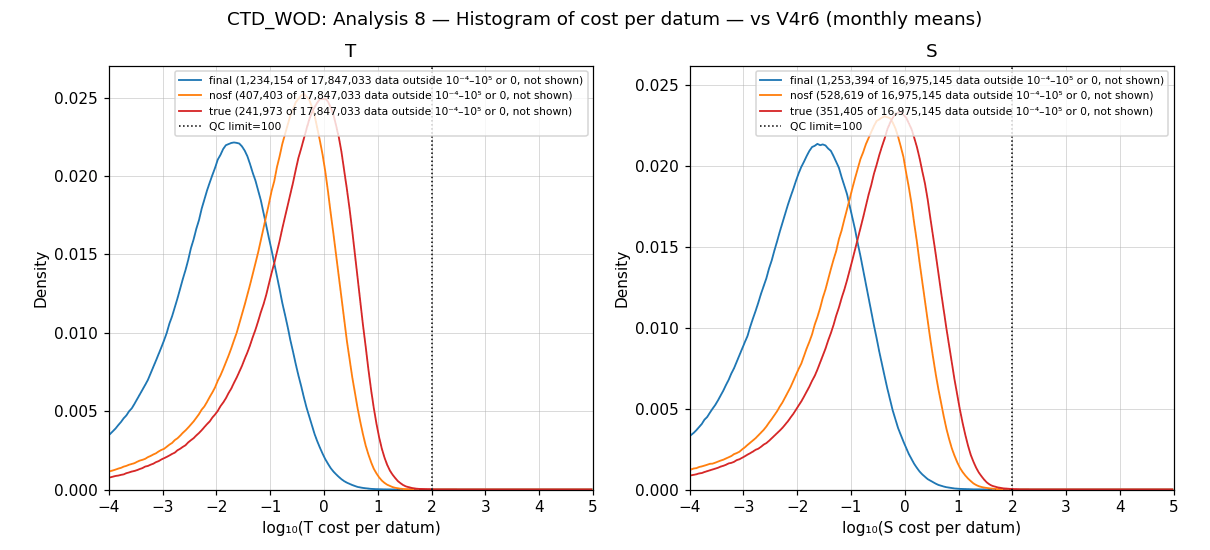 CTD_WOD: Analysis 8 — Histogram of cost per datum — vs V4r6 (monthly means)
T
final (1,234,154 of 17,847,033 data outside 10⁻⁴–10⁵ or 0, not shown)
nosf (407,403 of 17,847,033 data outside 10⁻⁴–10⁵ or 0, not shown)
true (241,973 of 17,847,033 data outside 10⁻⁴–10⁵ or 0, not shown)
QC limit=100
0.025
0.020
0.015
0.010
0.005
0.000
Density
−4 −3 −2 −1 0 1 2 3 4 5
log₁₀(T cost per datum)
S
final (1,253,394 of 16,975,145 data outside 10⁻⁴–10⁵ or 0, not shown)
nosf (528,619 of 16,975,145 data outside 10⁻⁴–10⁵ or 0, not shown)
true (351,405 of 16,975,145 data outside 10⁻⁴–10⁵ or 0, not shown)
QC limit=100
0.025
0.020
0.015
0.010
0.005
0.000
Density
−4 −3 −2 −1 0 1 2 3 4 5
log₁₀(S cost per datum)